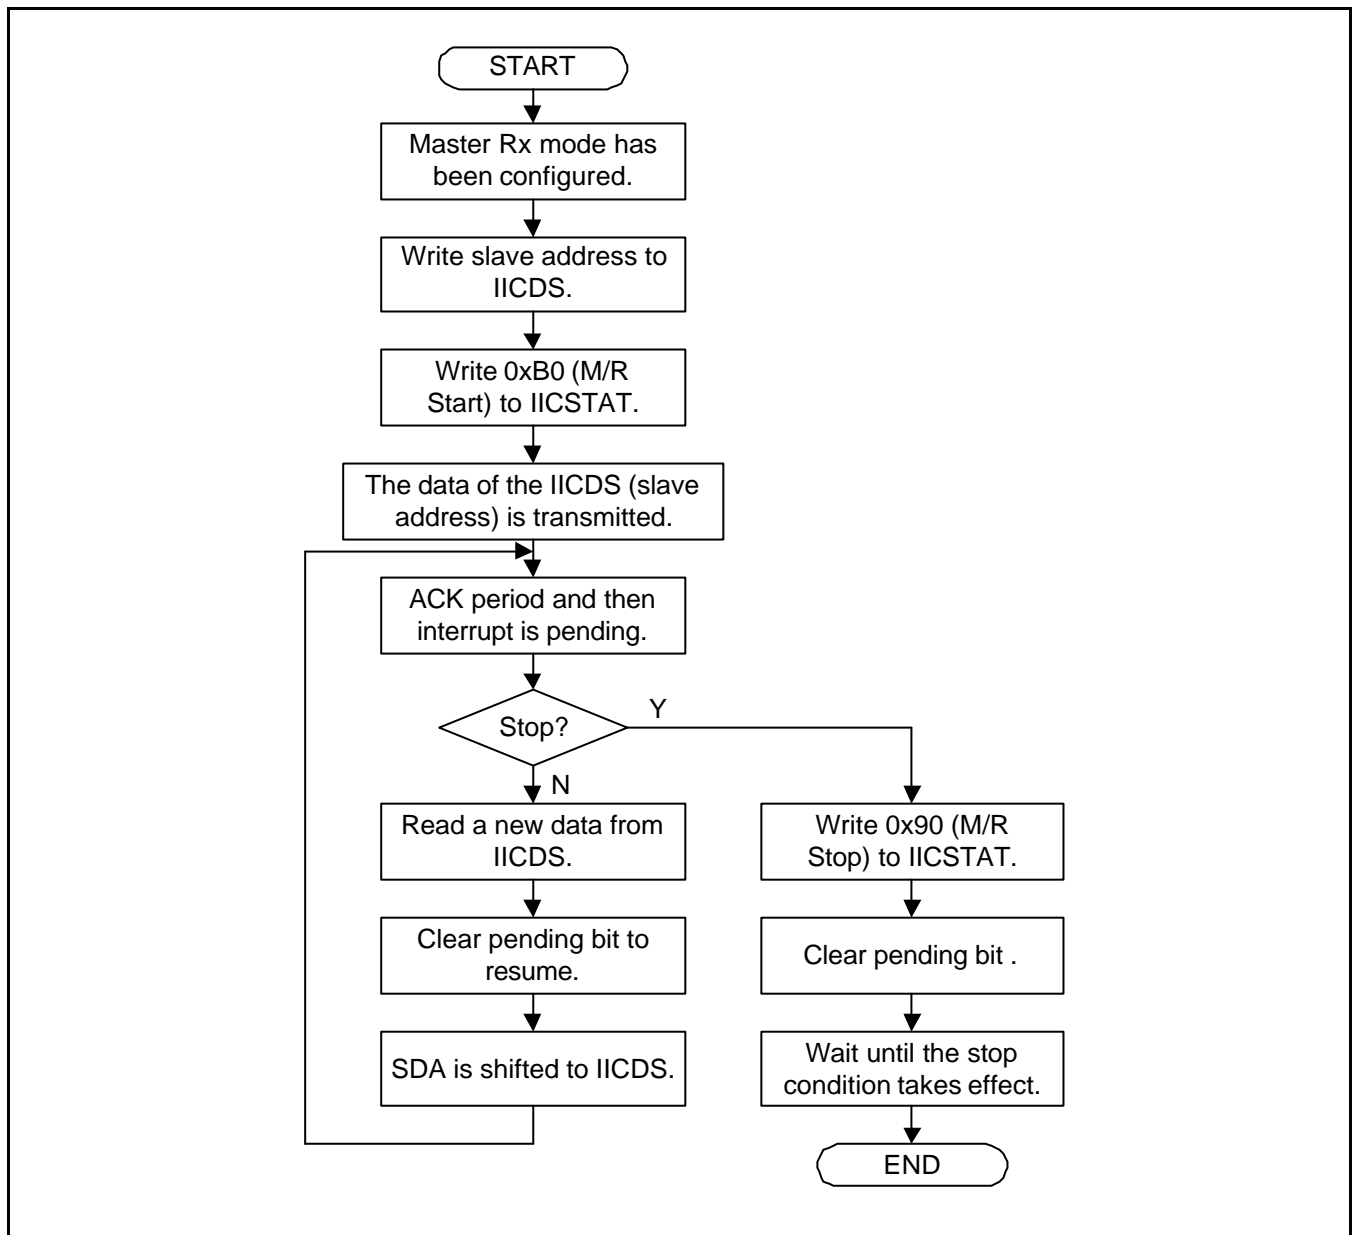 START
Master Rx mode has
been configured.
Write slave address to
IICDS.
Write 0xB0 (M/R
Start) to IICSTAT.
The data of the IICDS (slave
address) is transmitted.
ACK period and then
interrupt is pending.
Stop?
Y
N
Read a new data from
IICDS.
Clear pending bit to
resume.
SDA is shifted to IICDS.
Write 0x90 (M/R
Stop) to IICSTAT.
Clear pending bit .
Wait until the stop
condition takes effect.
END